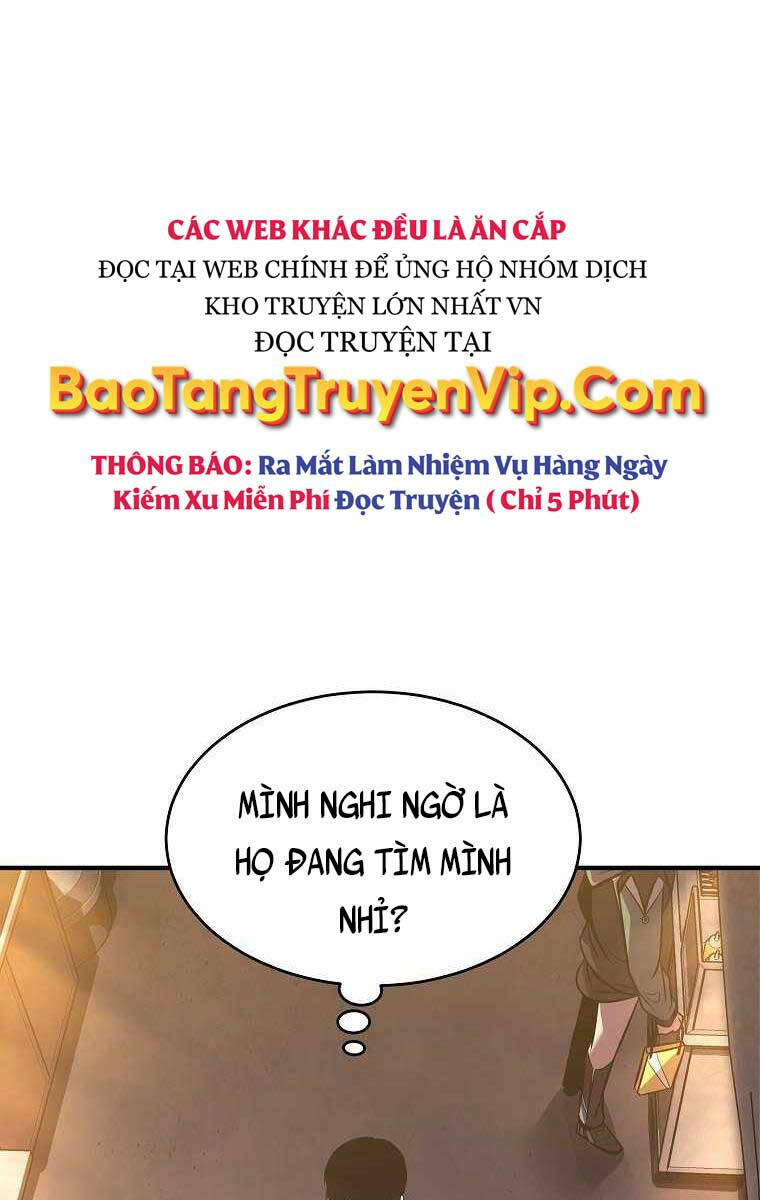 CÁC WEB KHÁC ĐỀU LÀ ĂN CẮP
ĐỌC TẠI WEB CHÍNH ĐỂ ỦNG HỘ NHÓM DỊCH
KHO TRUYỆN LỚN NHẤT VN
ĐỌC TRUYỆN TẠI
BaoTangTruyenVip.Com
THÔNG BÁO: Ra Mắt Làm Nhiệm Vụ Hàng Ngày
Kiếm Xu Miễn Phí Đọc Truyện ( Chỉ 5 Phút)
MÌNH NGHI NGỜ LÀ
HỌ ĐANG TÌM MÌNH
NHỈ?